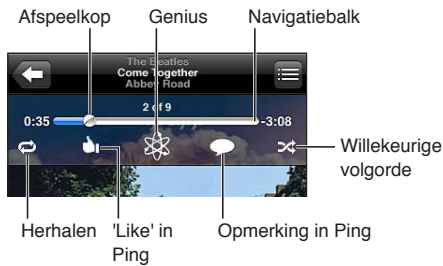 Afspeelkop
Genius
Navigatiebalk
The Beatles
Come Together
Abbey Road
2 of 9
0:35
-3:08
Willekeurige
volgorde
Herhalen
'Like' in
Ping
Opmerking in Ping